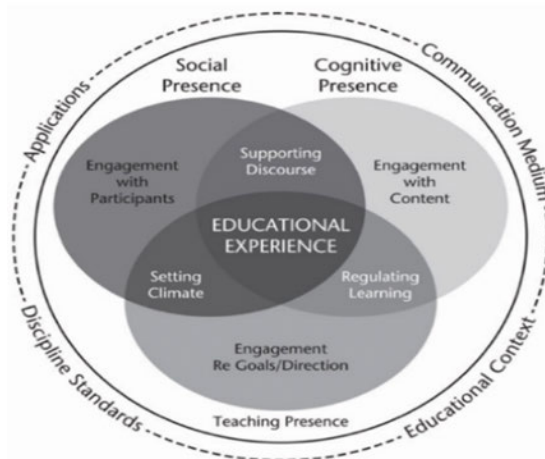 Applications
Communication Medium
Social
Presence
Cognitive
Presence
Engagement
with
Participants
Supporting
Discourse
Engagement
with
Content
EDUCATIONAL
EXPERIENCE
Setting
Climate
Regulating
Learning
Engagement
Re Goals/Direction
Teaching Presence
Discipline Standards
Educational Context